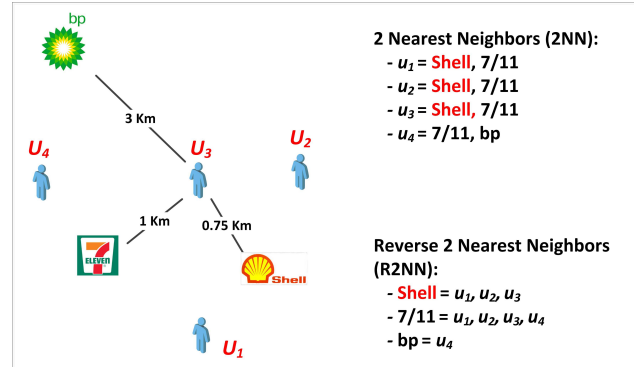 bp
3 Km
U4
U3
U2
1 Km
0.75 Km
7
ELEVEN
Shell
U1
2 Nearest Neighbors (2NN):
- u1 = Shell, 7/11
- u2 = Shell, 7/11
- u3 = Shell, 7/11
- u4 = 7/11, bp
Reverse 2 Nearest Neighbors
(R2NN):
- Shell = u1, u2, u3
- 7/11 = u1, u2, u3, u4
- bp = u4